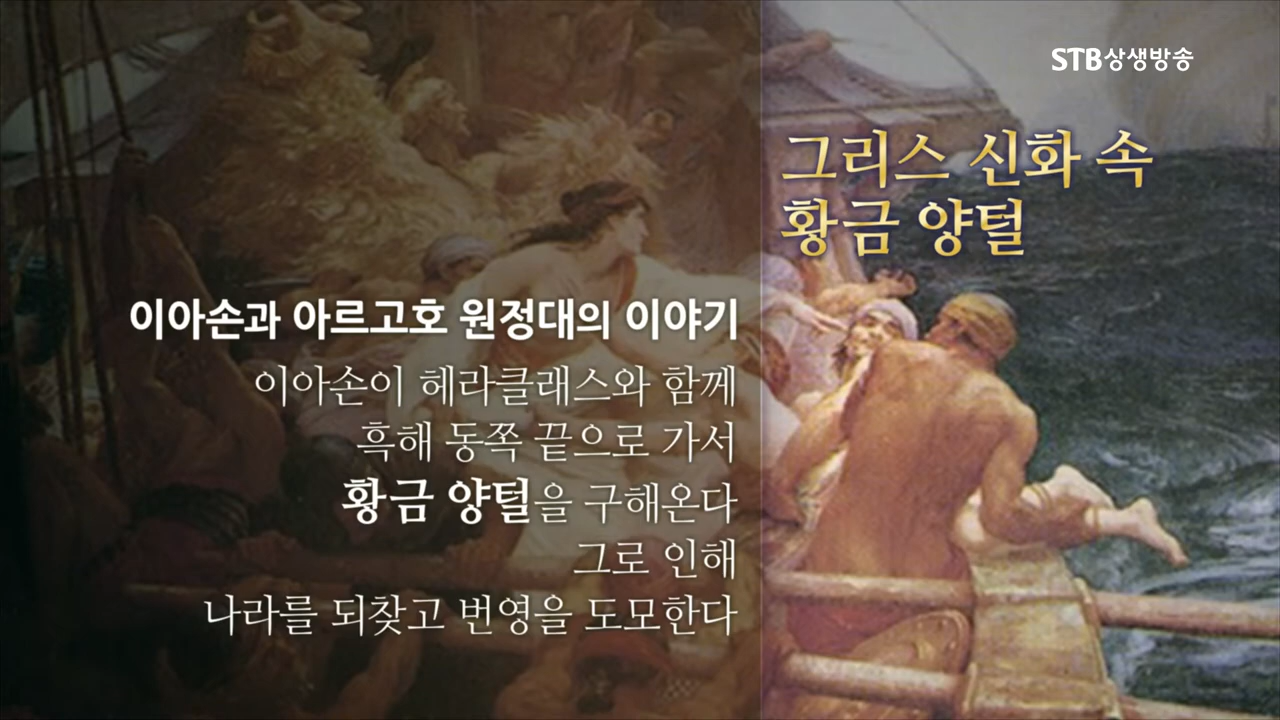 STB상생방송
그리스 신화 속
황금 양털
이아손과 아르고호 원정대의 이야기
이아손이 헤라클래스와 함께
흑해 동쪽 끝으로 가서
황금 양털을 구해온다
그로 인해
나라를 되찾고 번영을 도모한다